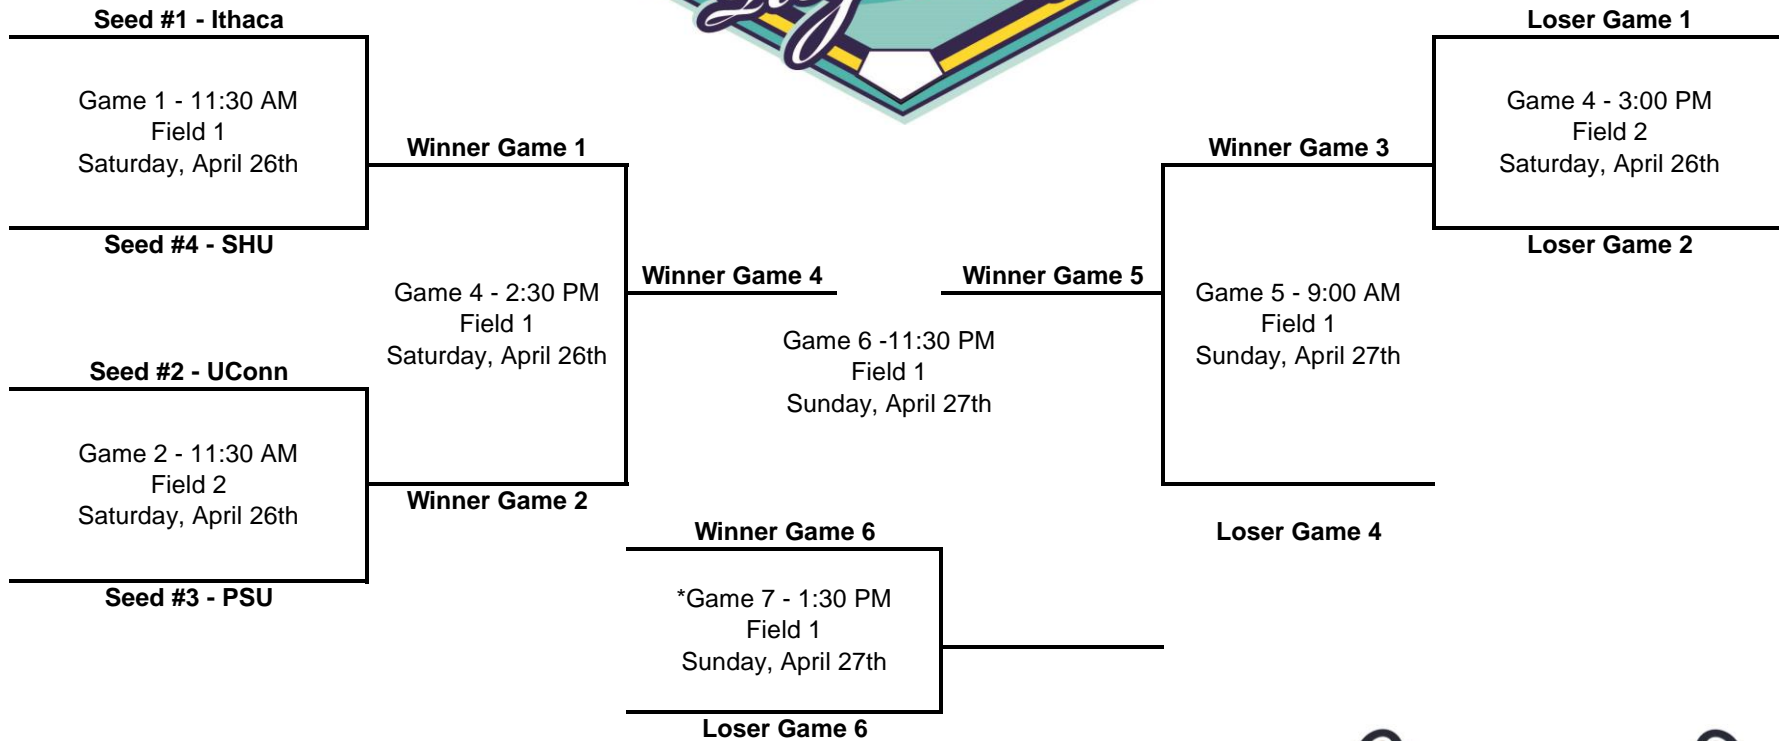 Seed #1 - Ithaca
Game 1 - 11:30 AM
Field 1
Saturday, April 26th
Seed #4 - SHU
Seed #2 - UConn
Game 2 - 11:30 AM
Field 2
Saturday, April 26th
Seed #3 - PSU
Winner Game 1
Game 4 - 2:30 PM
Field 1
Saturday, April 26th
Winner Game 2
Winner Game 4
Game 6 -11:30 PM
Field 1
Sunday, April 27th
Winner Game 5
Winner Game 6
*Game 7 - 1:30 PM
Field 1
Sunday, April 27th
Loser Game 6
Winner Game 3
Game 5 - 9:00 AM
Field 1
Sunday, April 27th
Loser Game 4
Loser Game 1
Game 4 - 3:00 PM
Field 2
Saturday, April 26th
Loser Game 2